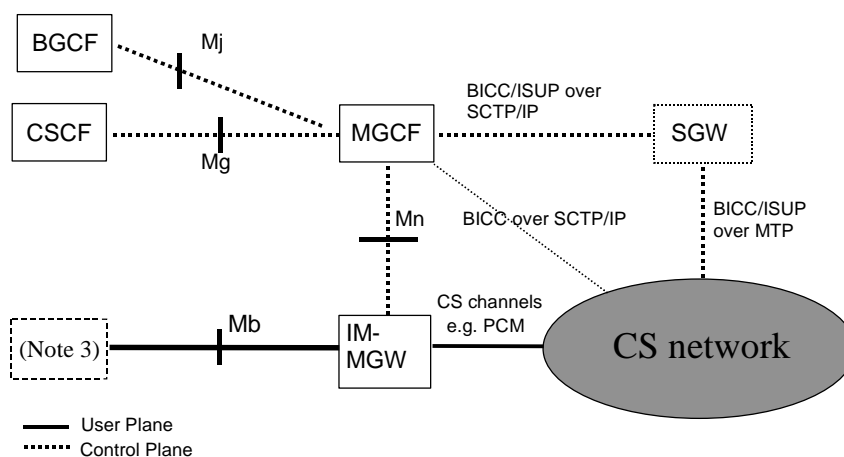 BGCF
Mj
BICC/ISUP over
SCTP/IP
CSCF
Mg
MGCF
SGW
Mn
BICC over SCTP/IP
BICC/ISUP
over MTP
(Note 3)
Mb
IM-
MGW
CS channels
e.g. PCM
CS network
User Plane
Control Plane